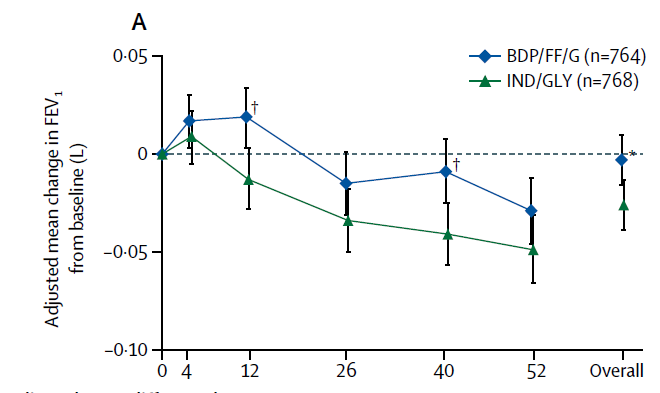 A
0·05
BDP/FF/G (n=764)
IND/GLY (n=768)
†
0
*
†
−0·05
−0·10
Adjusted mean change in FEV₁
from baseline (L)
0 4 12 26 40 52 Overall